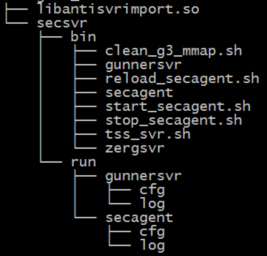 ├── libantisvrimport.so
└── secsvr
    ├── bin
    │   ├── clean_g3_mmap.sh
    │   ├── gunnersvr
    │   ├── reload_secagent.sh
    │   ├── secagent
    │   ├── start_secagent.sh
    │   ├── stop_secagent.sh
    │   ├── tss_svr.sh
    │   └── zergsvr
    └── run
        ├── gunnersvr
        │   ├── cfg
        │   └── log
        └── secagent
            ├── cfg
            └── log